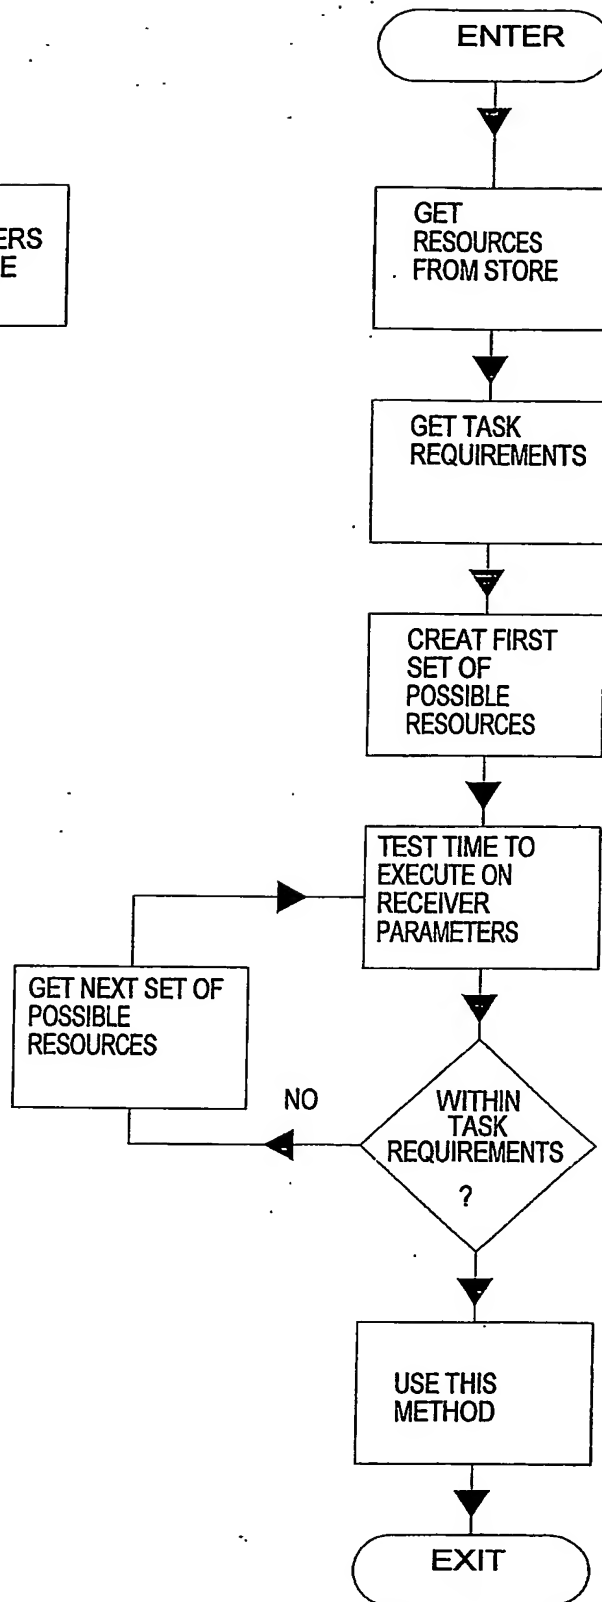 ENTER
GET
RESOURCES
FROM STORE
GET TASK
REQUIREMENTS
CREAT FIRST
SET OF
POSSIBLE
RESOURCES
TEST TIME TO
EXECUTE ON
RECEIVER
PARAMETERS
GET NEXT SET OF
POSSIBLE
RESOURCES
NO
WITHIN
TASK
REQUIREMENTS
?
USE THIS
METHOD
EXIT